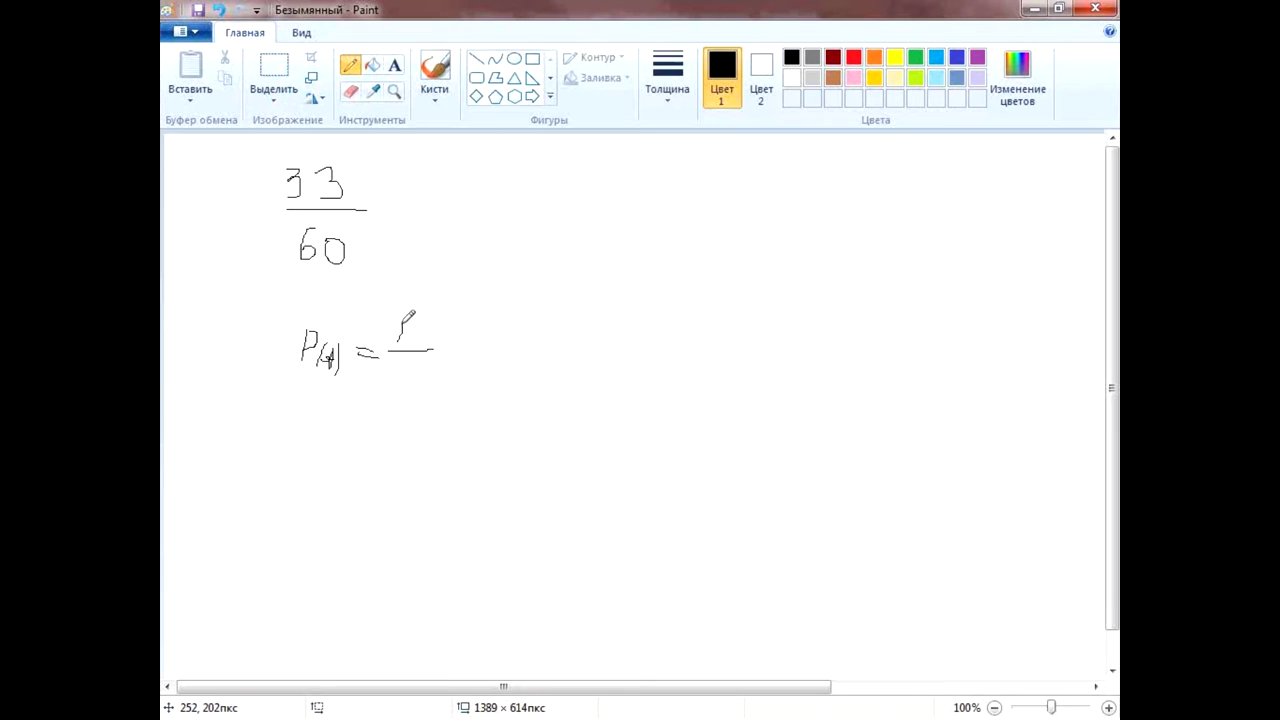 Безымянный - Paint
Главная Вид
Вставить Выделить Кисти Контур Заливка Толщина Цвет 1 Цвет 2 Изменение цветов
Буфер обмена Изображение Инструменты Фигуры Цвета
33
60
P(A) =
252, 202пкс 1389 × 614пкс 100%